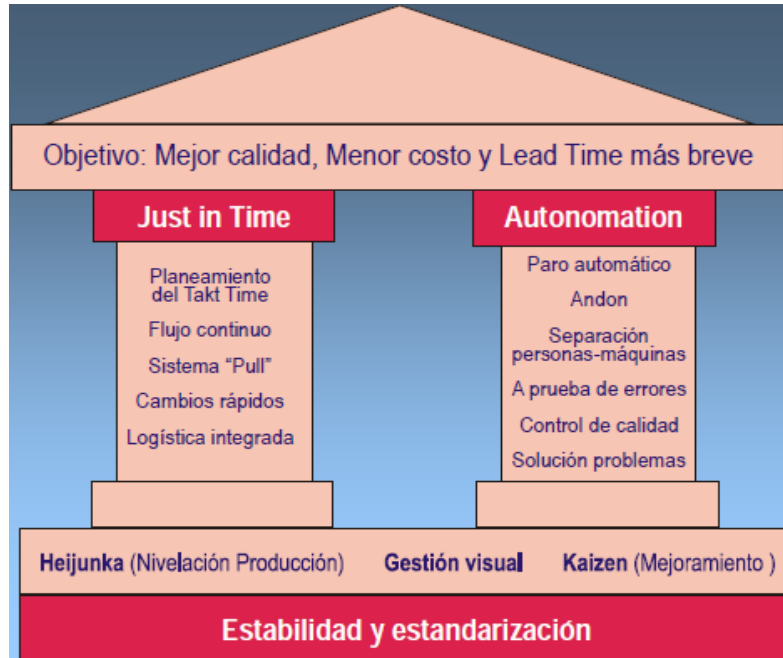 Objetivo: Mejor calidad, Menor costo y Lead Time más breve
Just in Time
Planeamiento
del Takt Time
Flujo continuo
Sistema “Pull”
Cambios rápidos
Logística integrada
Autonomation
Paro automático
Andon
Separación
personas-máquinas
A prueba de errores
Control de calidad
Solución problemas
Heijunka (Nivelación Producción) Gestión visual Kaizen (Mejoramiento )
Estabilidad y estandarización